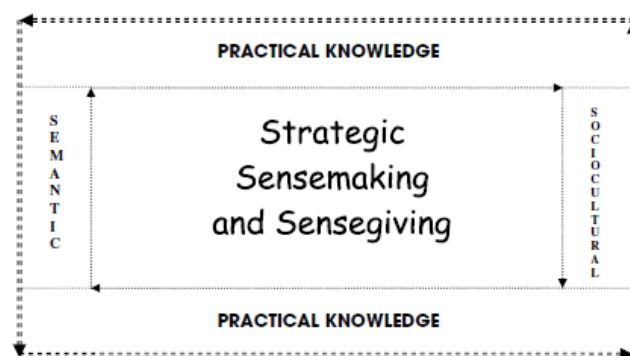 PRACTICAL KNOWLEDGE
SEMANTIC
Strategic
Sensemaking
and Sensegiving
SOCIOCULTURAL
PRACTICAL KNOWLEDGE